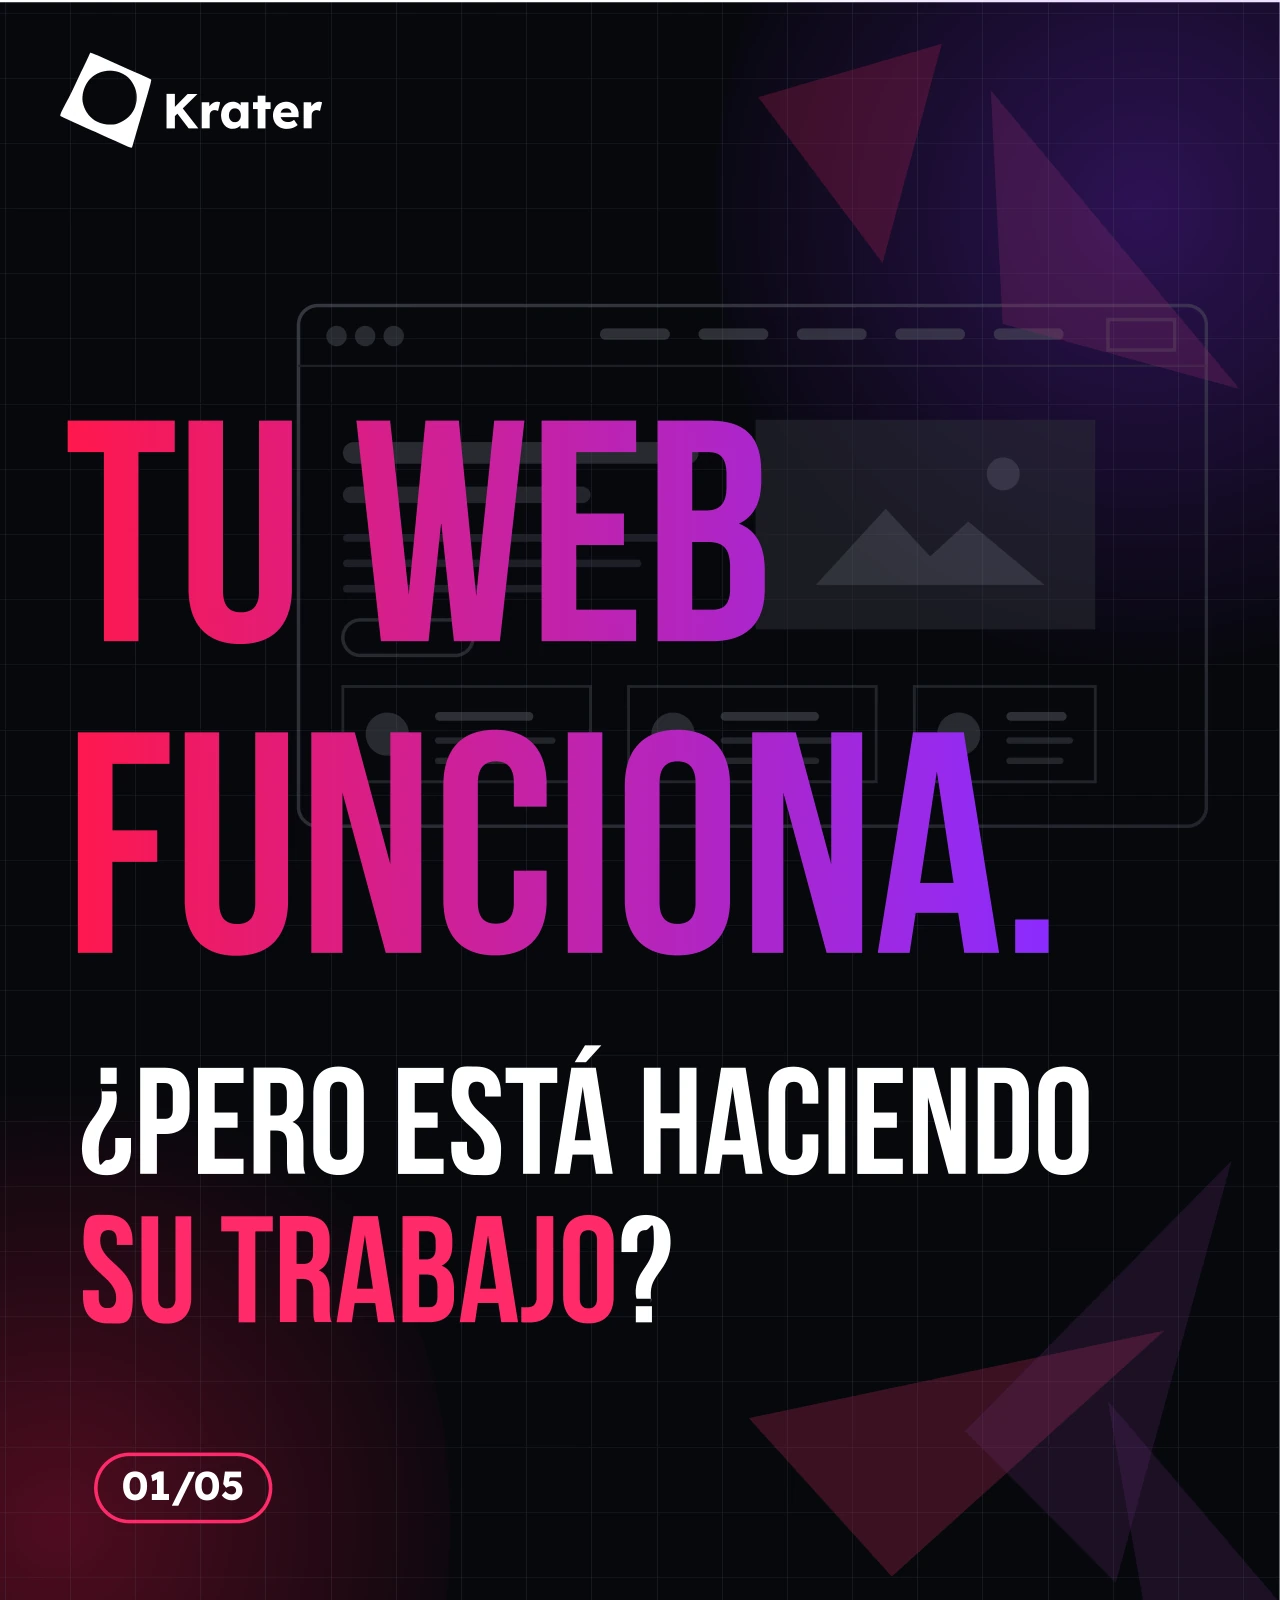 Krater
TU WEB
FUNCIONA.
¿PERO ESTÁ HACIENDO
SU TRABAJO?
01/05